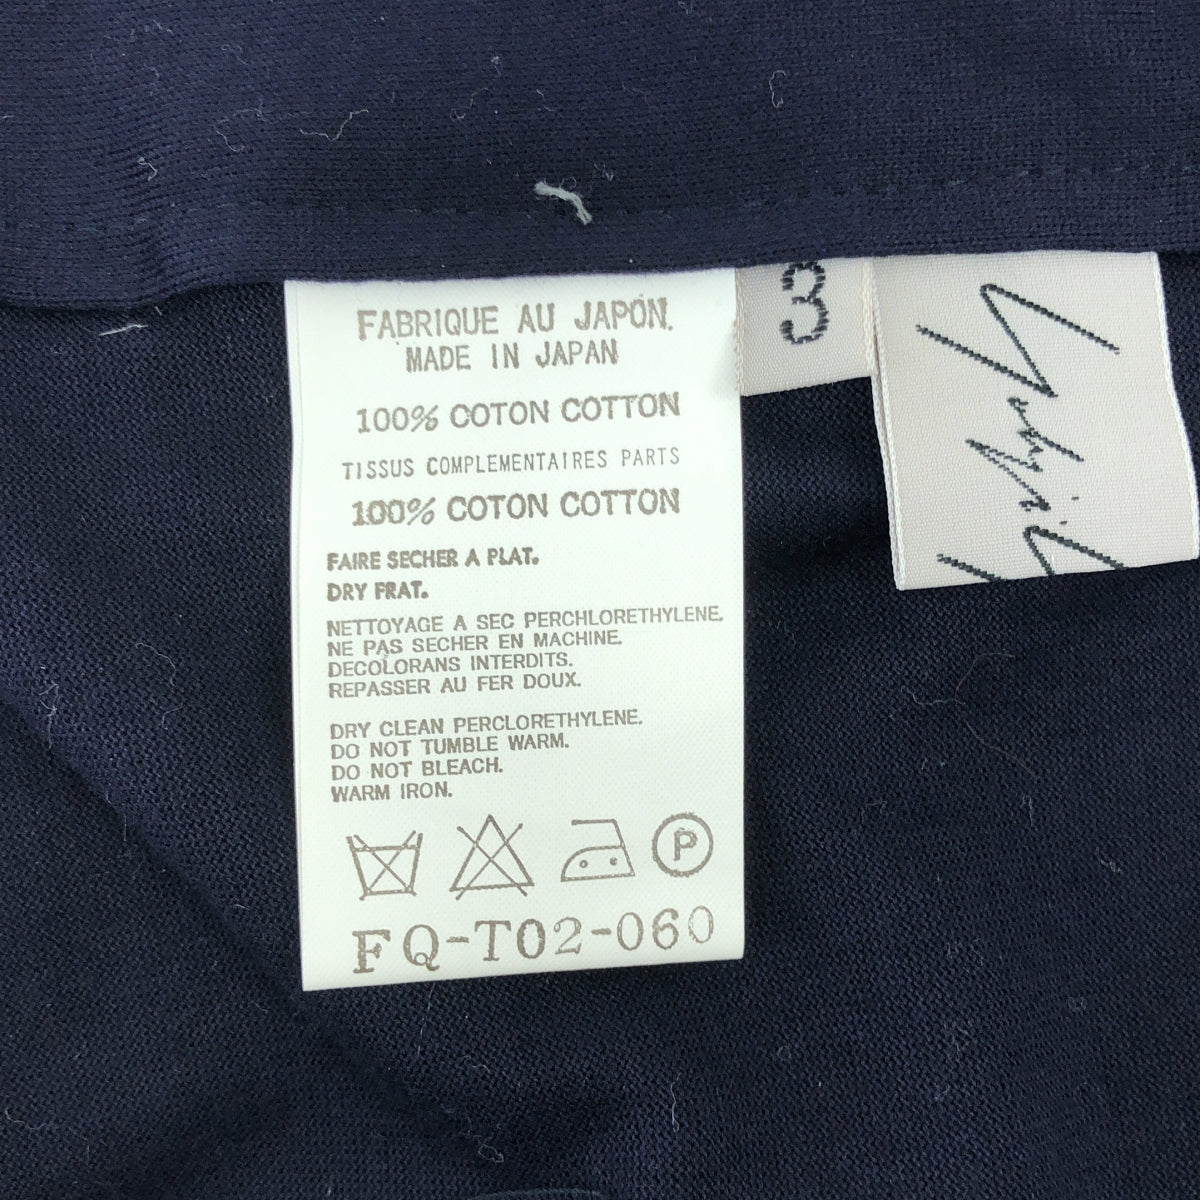 FABRIQUE AU JAPON.
MADE IN JAPAN
100% COTON COTTON
TISSUS COMPLEMENTAIRES PARTS
100% COTON COTTON
FAIRE SECHER A PLAT.
DRY FRAT.
NETTOYAGE A SEC PERCHLORETHYLENE.
NE PAS SECHER EN MACHINE.
DECOLORANS INTERDITS.
REPASSER AU FER DOUX.
DRY CLEAN PERCLORETHYLENE.
DO NOT TUMBLE WARM.
DO NOT BLEACH.
WARM IRON.
P
FQ-T02-060
3